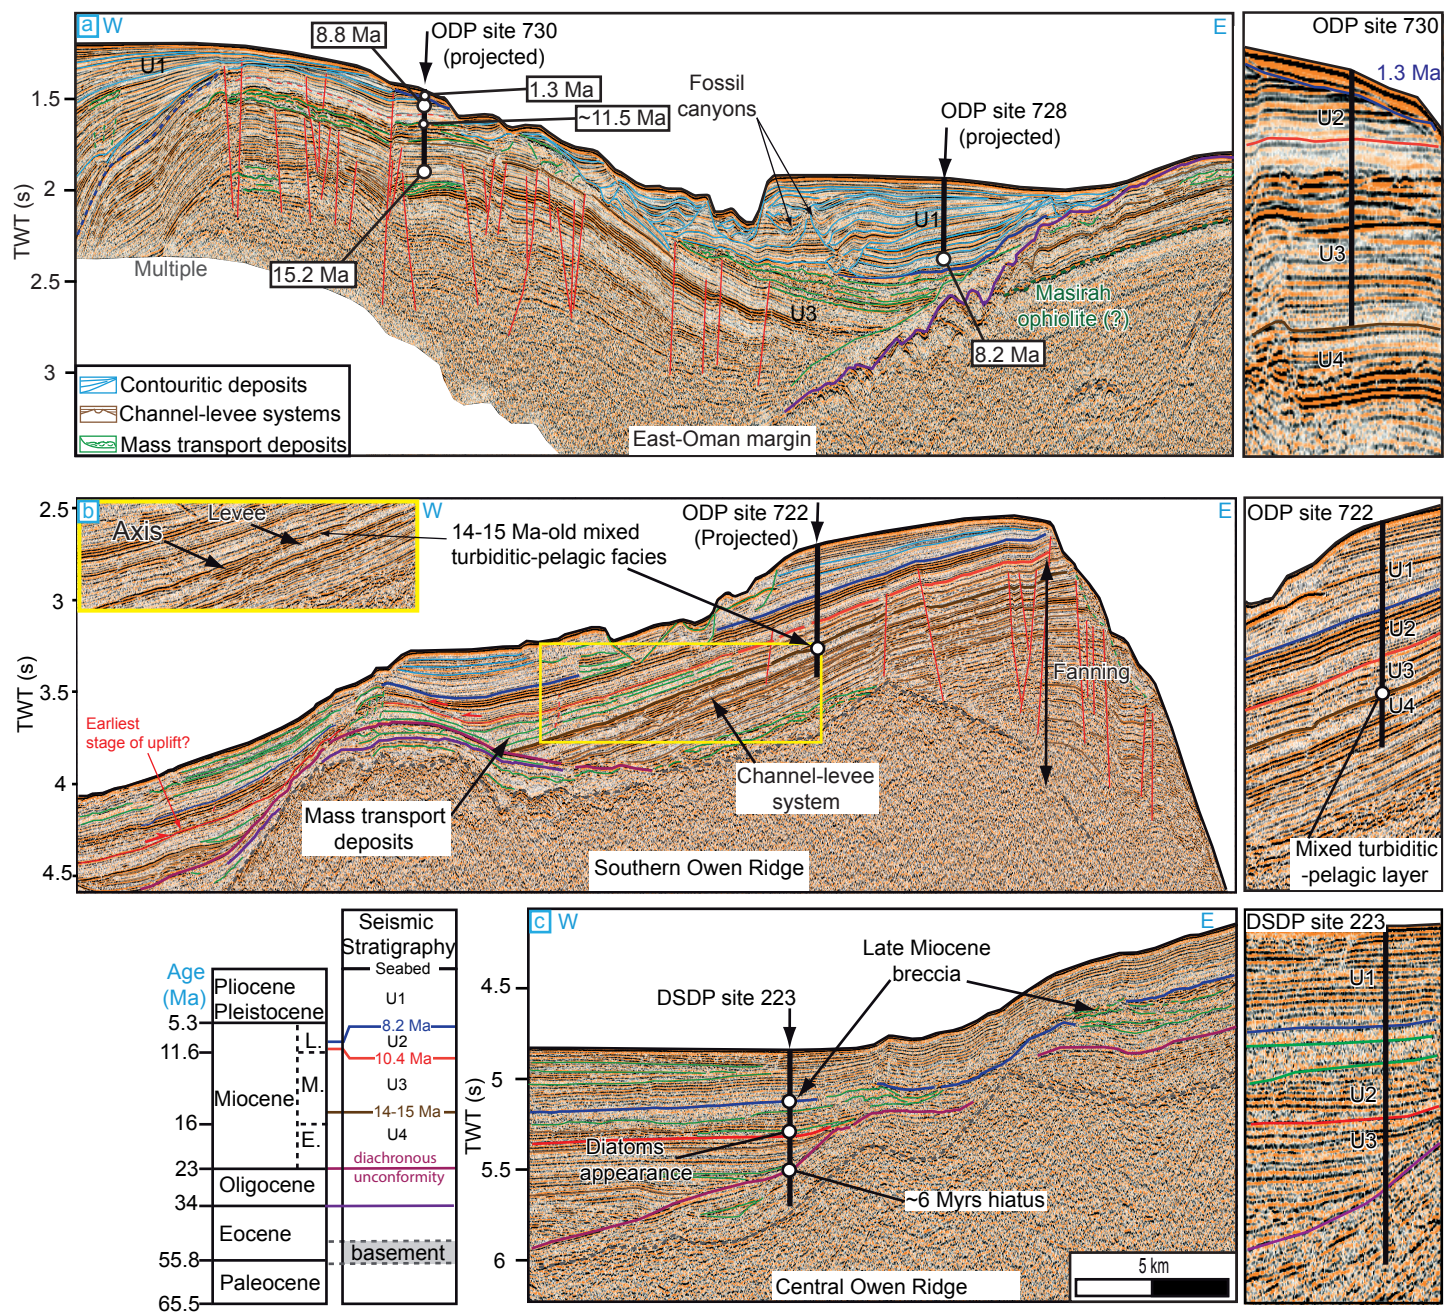 a W
8.8 Ma
ODP site 730
(projected)
E
ODP site 730
U1
1.3 Ma
~11.5 Ma
Fossil
canyons
ODP site 728
(projected)
1.3 Ma
U2
1.5
2
2.5
3
TWT (s)
U1
U3
Multiple
15.2 Ma
U3
Masirah
ophiolite (?)
8.2 Ma
U4
Contouritic deposits
Channel-levee systems
Mass transport deposits
East-Oman margin
b
W
Levee
Axis
14-15 Ma-old mixed
turbiditic-pelagic facies
ODP site 722
(Projected)
E
ODP site 722
2.5
3
3.5
4
4.5
TWT (s)
U1
U2
U3
U4
Fanning
Earliest
stage of uplift?
Channel-levee
system
Mass transport
deposits
Southern Owen Ridge
Mixed turbiditic
-pelagic layer
Age
(Ma)
Seismic
Stratigraphy
Seabed
Pliocene
Pleistocene
U1
5.3
8.2 Ma
L.
U2
11.6
10.4 Ma
M.
U3
Miocene
14-15 Ma
16
E.
U4
diachronous
unconformity
23
Oligocene
34
Eocene
basement
55.8
Paleocene
65.5
c W
E
Late Miocene
breccia
DSDP site 223
DSDP site 223
4.5
5
5.5
6
TWT (s)
U1
U2
U3
Diatoms
appearance
~6 Myrs hiatus
5 km
Central Owen Ridge